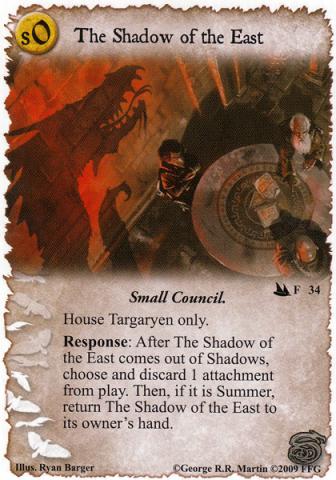 s0
The Shadow of the East
Small Council.
F 34
House Targaryen only.
Response: After The Shadow of
the East comes out of Shadows,
choose and discard 1 attachment
from play. Then, if it is Summer,
return The Shadow of the East to
its owner's hand.
Illus. Ryan Barger
©George R.R. Martin ©2009 FFG